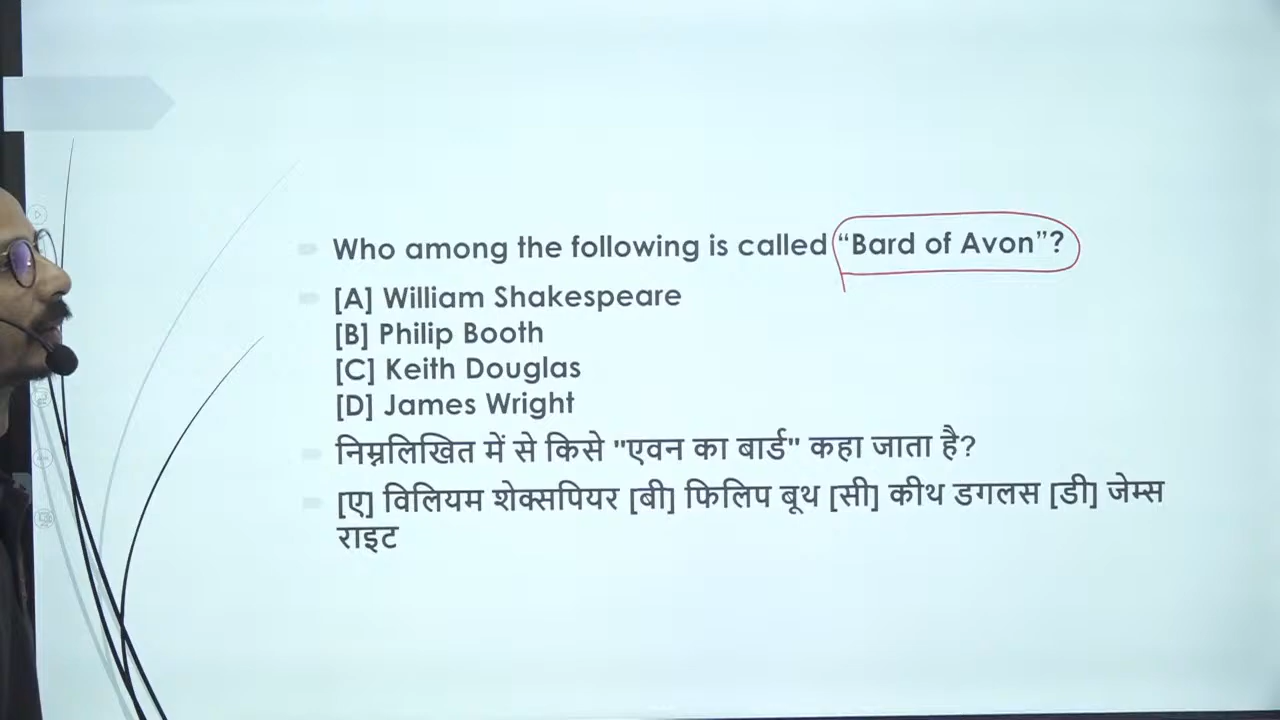 Who among the following is called “Bard of Avon”?
[A] William Shakespeare
[B] Philip Booth
[C] Keith Douglas
[D] James Wright
निम्नलिखित में से किसे "एवन का बार्ड" कहा जाता है?
[ए] विलियम शेक्सपियर [बी] फिलिप बूथ [सी] कीथ डगलस [डी] जेम्स
राइट